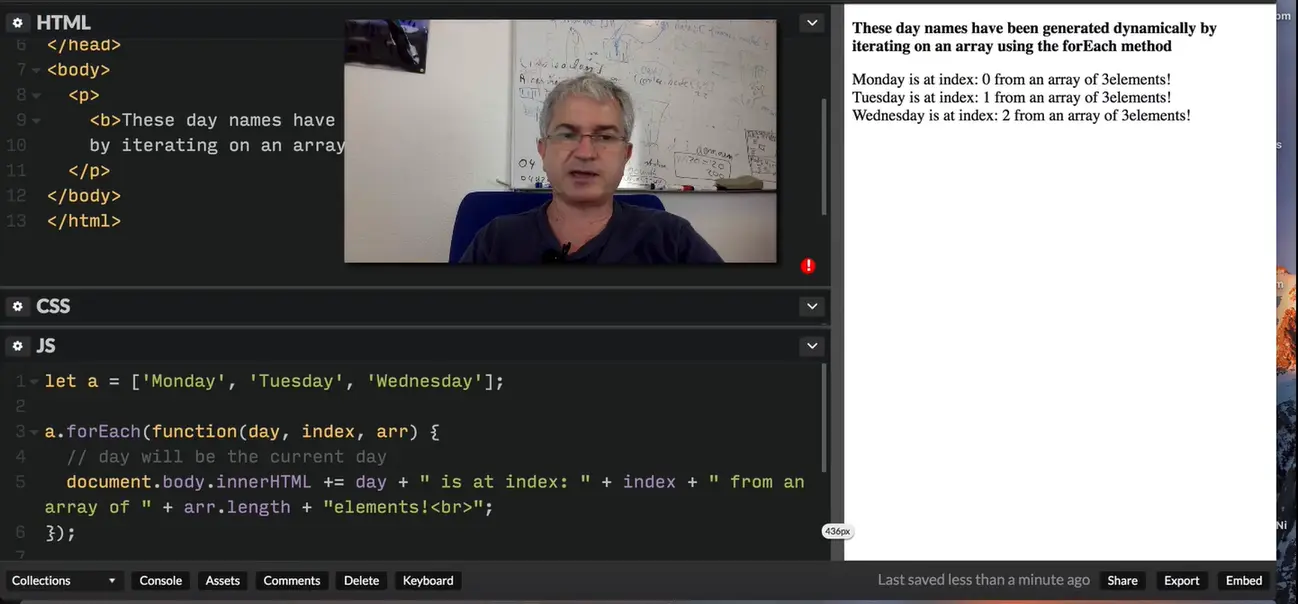 HTML
6 </head>
7 <body>
8 <p>
9 <b>These day names have
10 by iterating on an array
11 </p>
12 </body>
13 </html>
CSS
JS
1 let a = ['Monday', 'Tuesday', 'Wednesday'];
2
3 a.forEach(function(day, index, arr) {
4 // day will be the current day
5 document.body.innerHTML += day + " is at index: " + index + " from an
array of " + arr.length + "elements!<br>";
6 });
7
These day names have been generated dynamically by
iterating on an array using the forEach method
Monday is at index: 0 from an array of 3elements!
Tuesday is at index: 1 from an array of 3elements!
Wednesday is at index: 2 from an array of 3elements!
436px
Collections Console Assets Comments Delete Keyboard Last saved less than a minute ago Share Export Embed